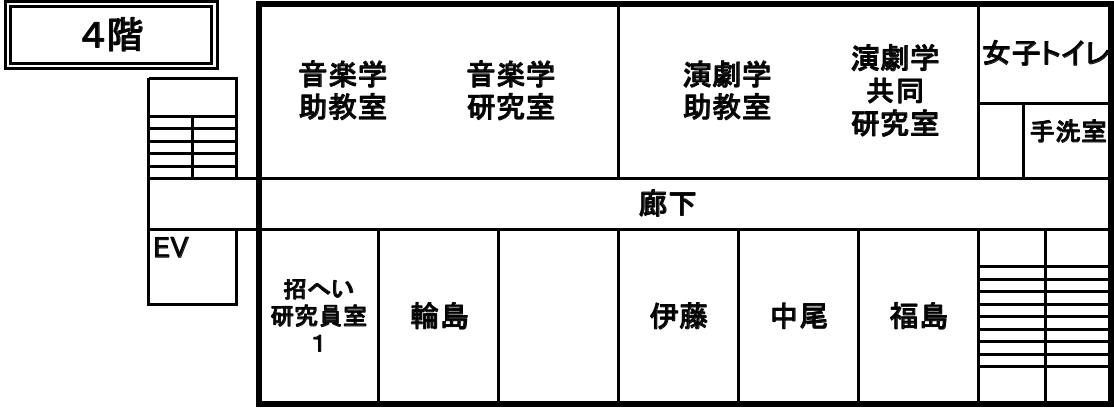 4階
音楽学
助教室
音楽学
研究室
演劇学
助教室
演劇学
共同
研究室
女子トイレ
手洗室
廊下
EV
招へい
研究員室
1
輪島
伊藤
中尾
福島